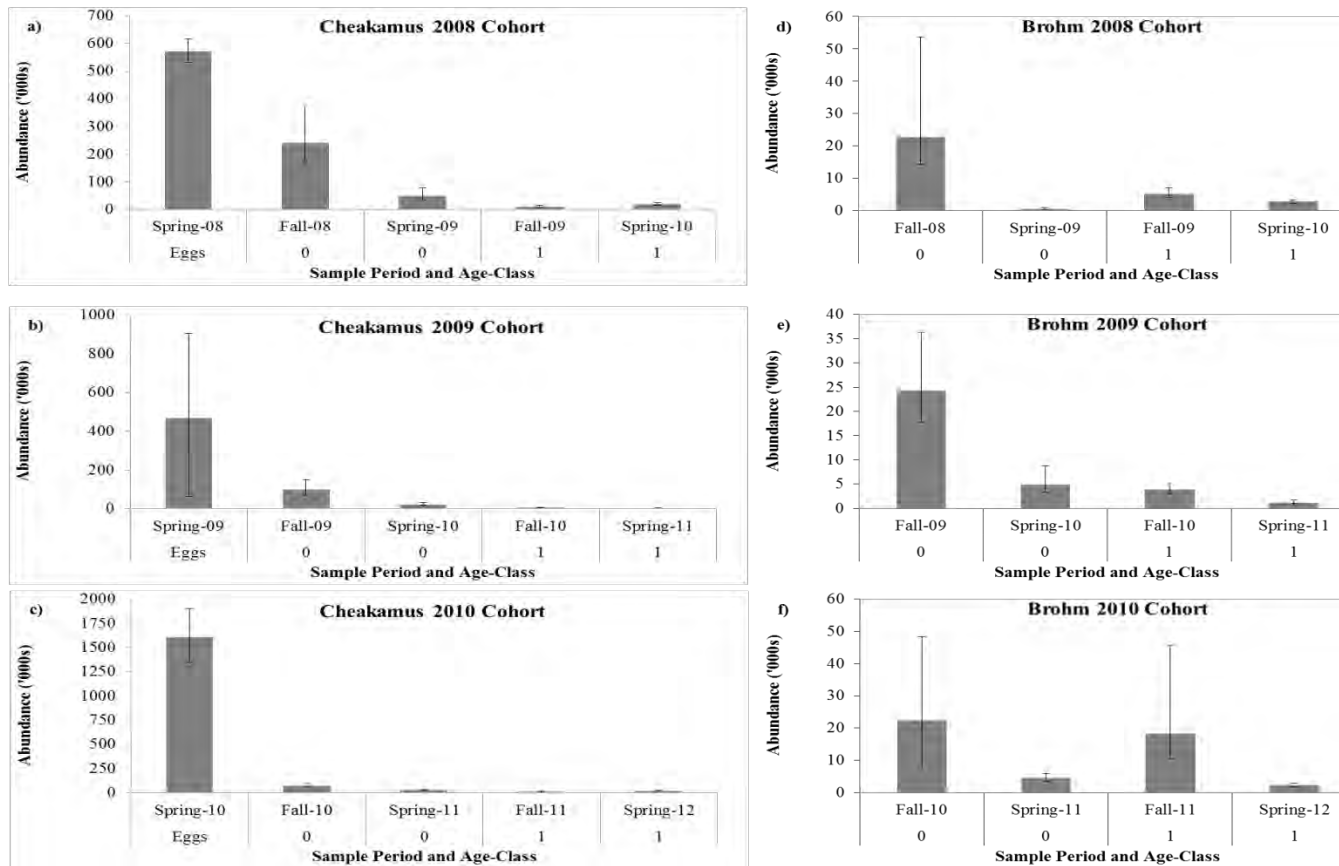 a)
Cheakamus 2008 Cohort
Abundance ('000s)
700
600
500
400
300
200
100
0
Spring-08 Fall-08 Spring-09 Fall-09 Spring-10
Eggs 0 0 1 1
Sample Period and Age-Class
d)
Brohm 2008 Cohort
Abundance ('000s)
60
50
40
30
20
10
0
Fall-08 Spring-09 Fall-09 Spring-10
0 0 1 1
Sample Period and Age-Class
b)
Cheakamus 2009 Cohort
Abundance ('000s)
1000
800
600
400
200
0
Spring-09 Fall-09 Spring-10 Fall-10 Spring-11
Eggs 0 0 1 1
Sample Period and Age-Class
e)
Brohm 2009 Cohort
Abundance ('000s)
40
35
30
25
20
15
10
5
0
Fall-09 Spring-10 Fall-10 Spring-11
0 0 1 1
Sample Period and Age-Class
c)
Cheakamus 2010 Cohort
Abundance ('000s)
2000
1750
1500
1250
1000
750
500
250
0
Spring-10 Fall-10 Spring-11 Fall-11 Spring-12
Eggs 0 0 1 1
Sample Period and Age-Class
f)
Brohm 2010 Cohort
Abundance ('000s)
60
50
40
30
20
10
0
Fall-10 Spring-11 Fall-11 Spring-12
0 0 1 1
Sample Period and Age-Class